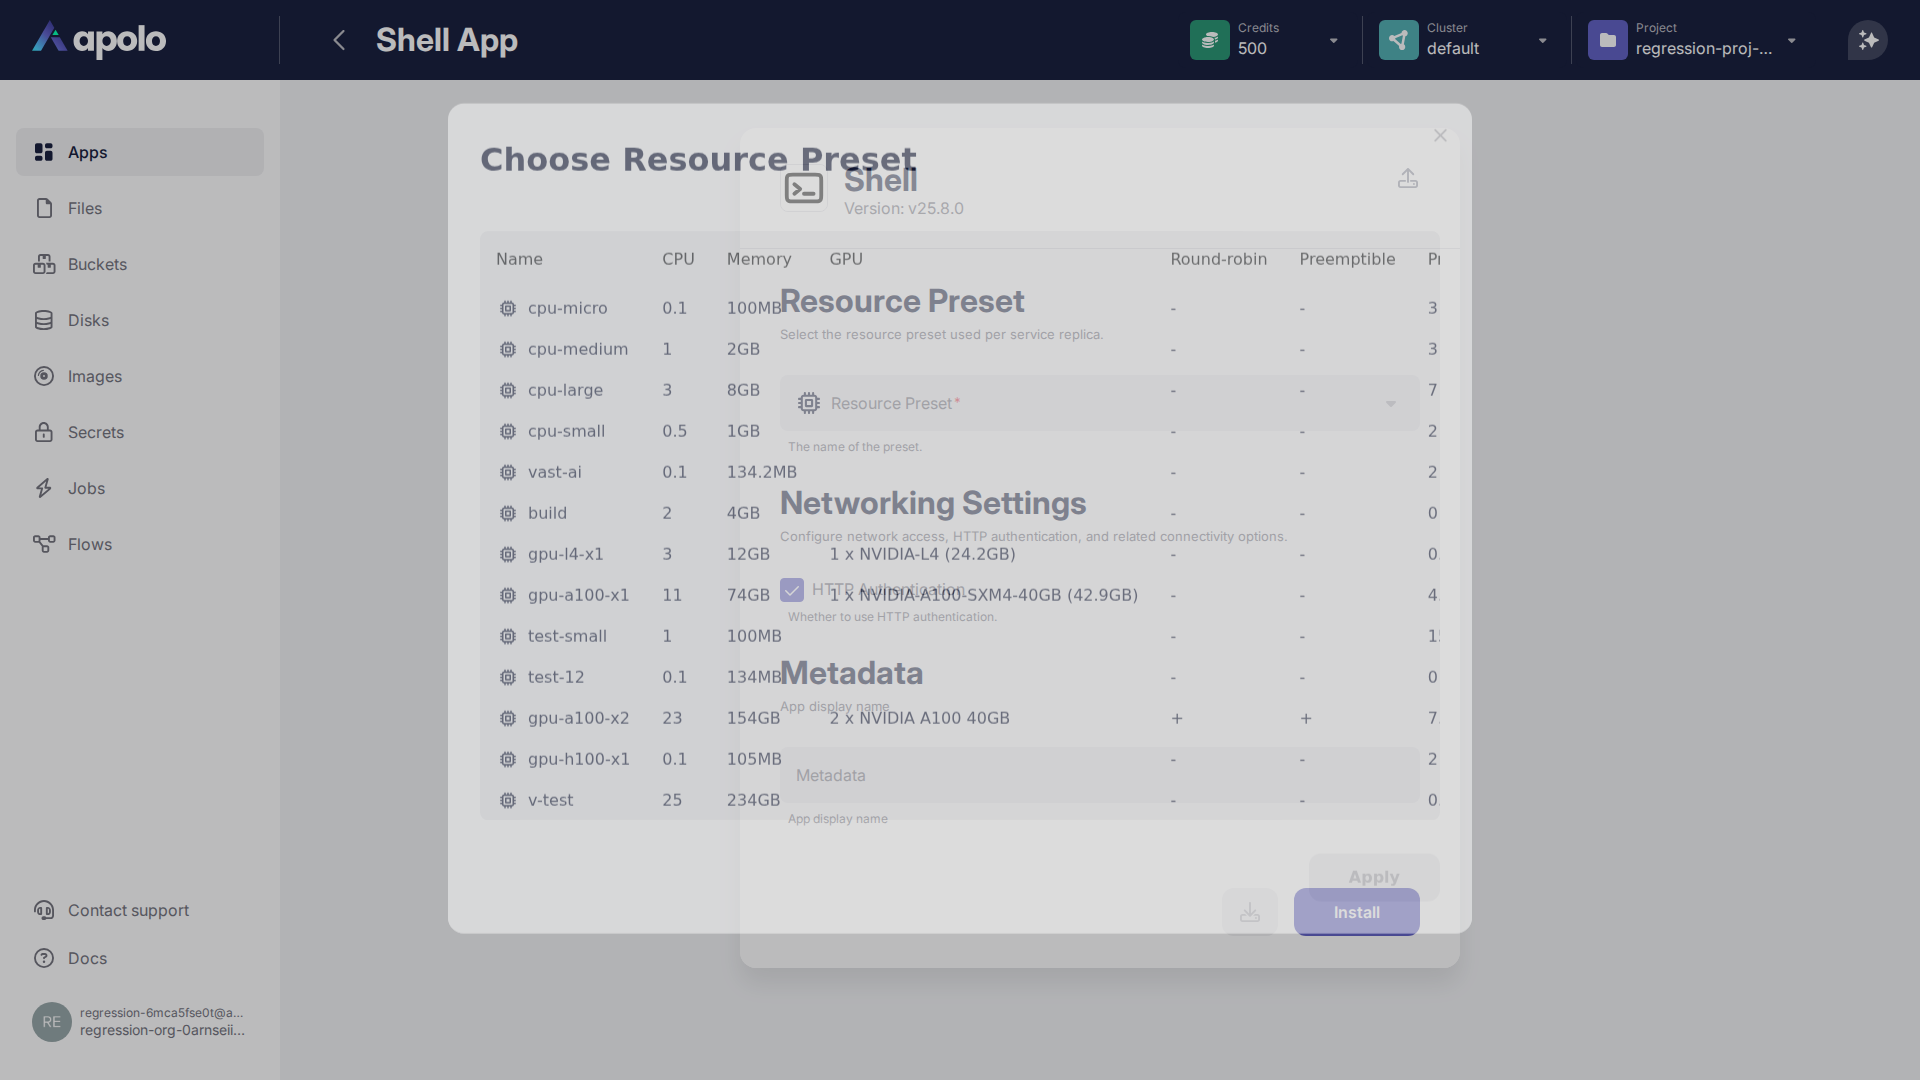 apolo
Shell App
Credits
500
Cluster
default
Project
regression-proj-...
Apps
Files
Buckets
Disks
Images
Secrets
Jobs
Flows
Contact support
Docs
RE
regression-6mca5fse0t@a...
regression-org-0arnseii...
Choose Resource Preset
Name CPU Memory GPU Round-robin Preemptible Pr
cpu-micro 0.1 100MB - - 3
cpu-medium 1 2GB - - 3
cpu-large 3 8GB - - 7
cpu-small 0.5 1GB - - 2
vast-ai 0.1 134.2MB - - 2
build 2 4GB - - 0
gpu-l4-x1 3 12GB 1 x NVIDIA-L4 (24.2GB) - - 0.
gpu-a100-x1 11 74GB 1 x NVIDIA-A100-SXM4-40GB (42.9GB) - - 4.
test-small 1 100MB - - 15
test-12 0.1 134MB - - 0
gpu-a100-x2 23 154GB 2 x NVIDIA A100 40GB + + 7.
gpu-h100-x1 0.1 105MB - - 2
v-test 25 234GB - - 0.
Apply
Shell
Version: v25.8.0
Resource Preset
Select the resource preset used per service replica.
Resource Preset*
The name of the preset.
Networking Settings
Configure network access, HTTP authentication, and related connectivity options.
HTTP Authentication
Whether to use HTTP authentication.
Metadata
App display name
Metadata
App display name
Install